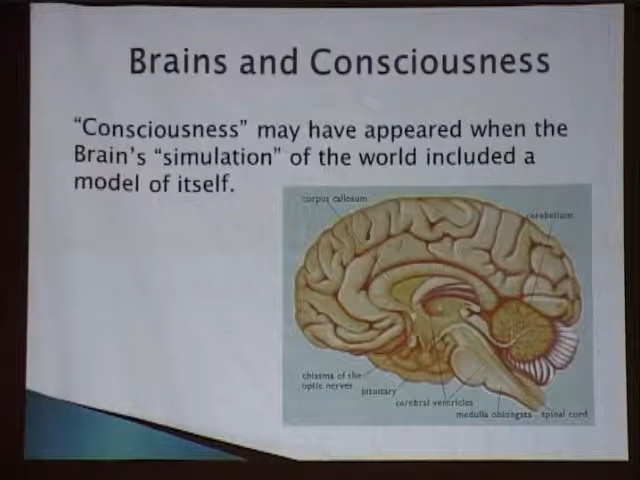 Brains and Consciousness
"Consciousness" may have appeared when the
Brain's "simulation" of the world included a
model of itself.
corpus callosum
cerebellum
chiasma of the
optic nerves
pituitary
cerebral ventricles
medulla oblongata
spinal cord